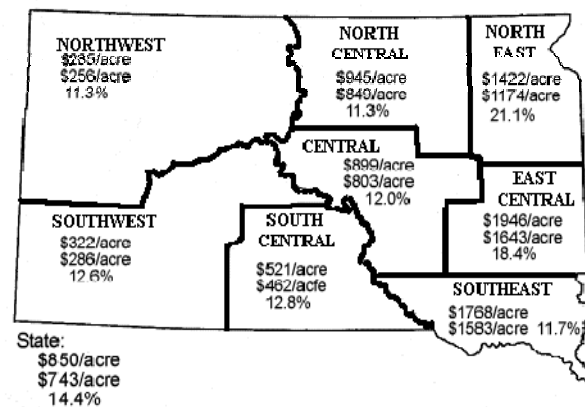 NORTHWEST
$285/acre
$256/acre
11.3%
NORTH
CENTRAL
$945/acre
$849/acre
11.3%
NORTH
EAST
$1422/acre
$1174/acre
21.1%
CENTRAL
$899/acre
$803/acre
12.0%
EAST
CENTRAL
$1946/acre
$1643/acre
18.4%
SOUTHWEST
$322/acre
$286/acre
12.6%
SOUTH
CENTRAL
$521/acre
$462/acre
12.8%
SOUTHEAST
$1768/acre
$1583/acre 11.7%
State:
$850/acre
$743/acre
14.4%